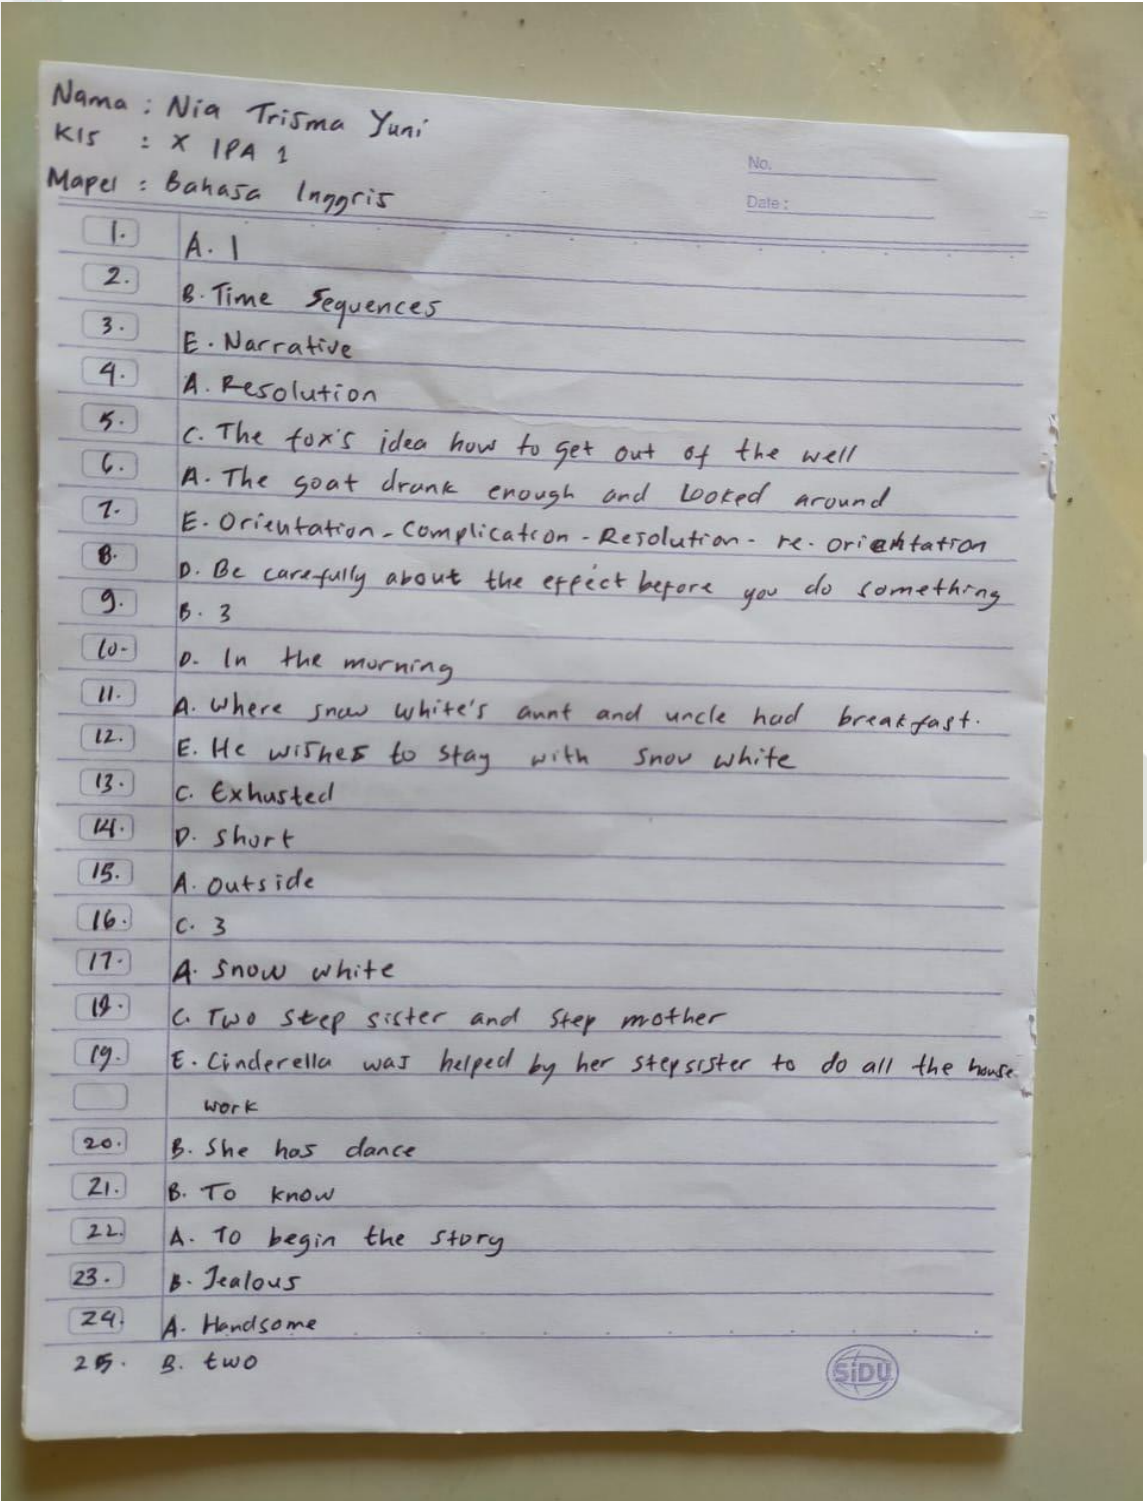 Nama : Nia Trisma Yuni
Kls : X IPA 1
Mapel : Bahasa Inggris
No.
Date :
1. A. 1
2. B. Time Sequences
3. E. Narrative
4. A. Resolution
5. C. The fox's idea how to get out of the well
6. A. The goat drank enough and Looked around
7. E. Orientation - Complication - Resolution - re-orientation
8. D. Be carefully about the effect before you do something
9. B. 3
10. D. In the morning
11. A. Where snow white's aunt and uncle had breakfast.
12. E. He wishes to stay with snow white
13. C. Exhusted
14. D. Short
15. A. Outside
16. C. 3
17. A. Snow white
18. C. Two step sister and step mother
19. E. Cinderella was helped by her stepsister to do all the house
work
20. B. She has dance
21. B. To know
22. A. To begin the story
23. B. Jealous
24. A. Handsome
25. B. two
SiDU